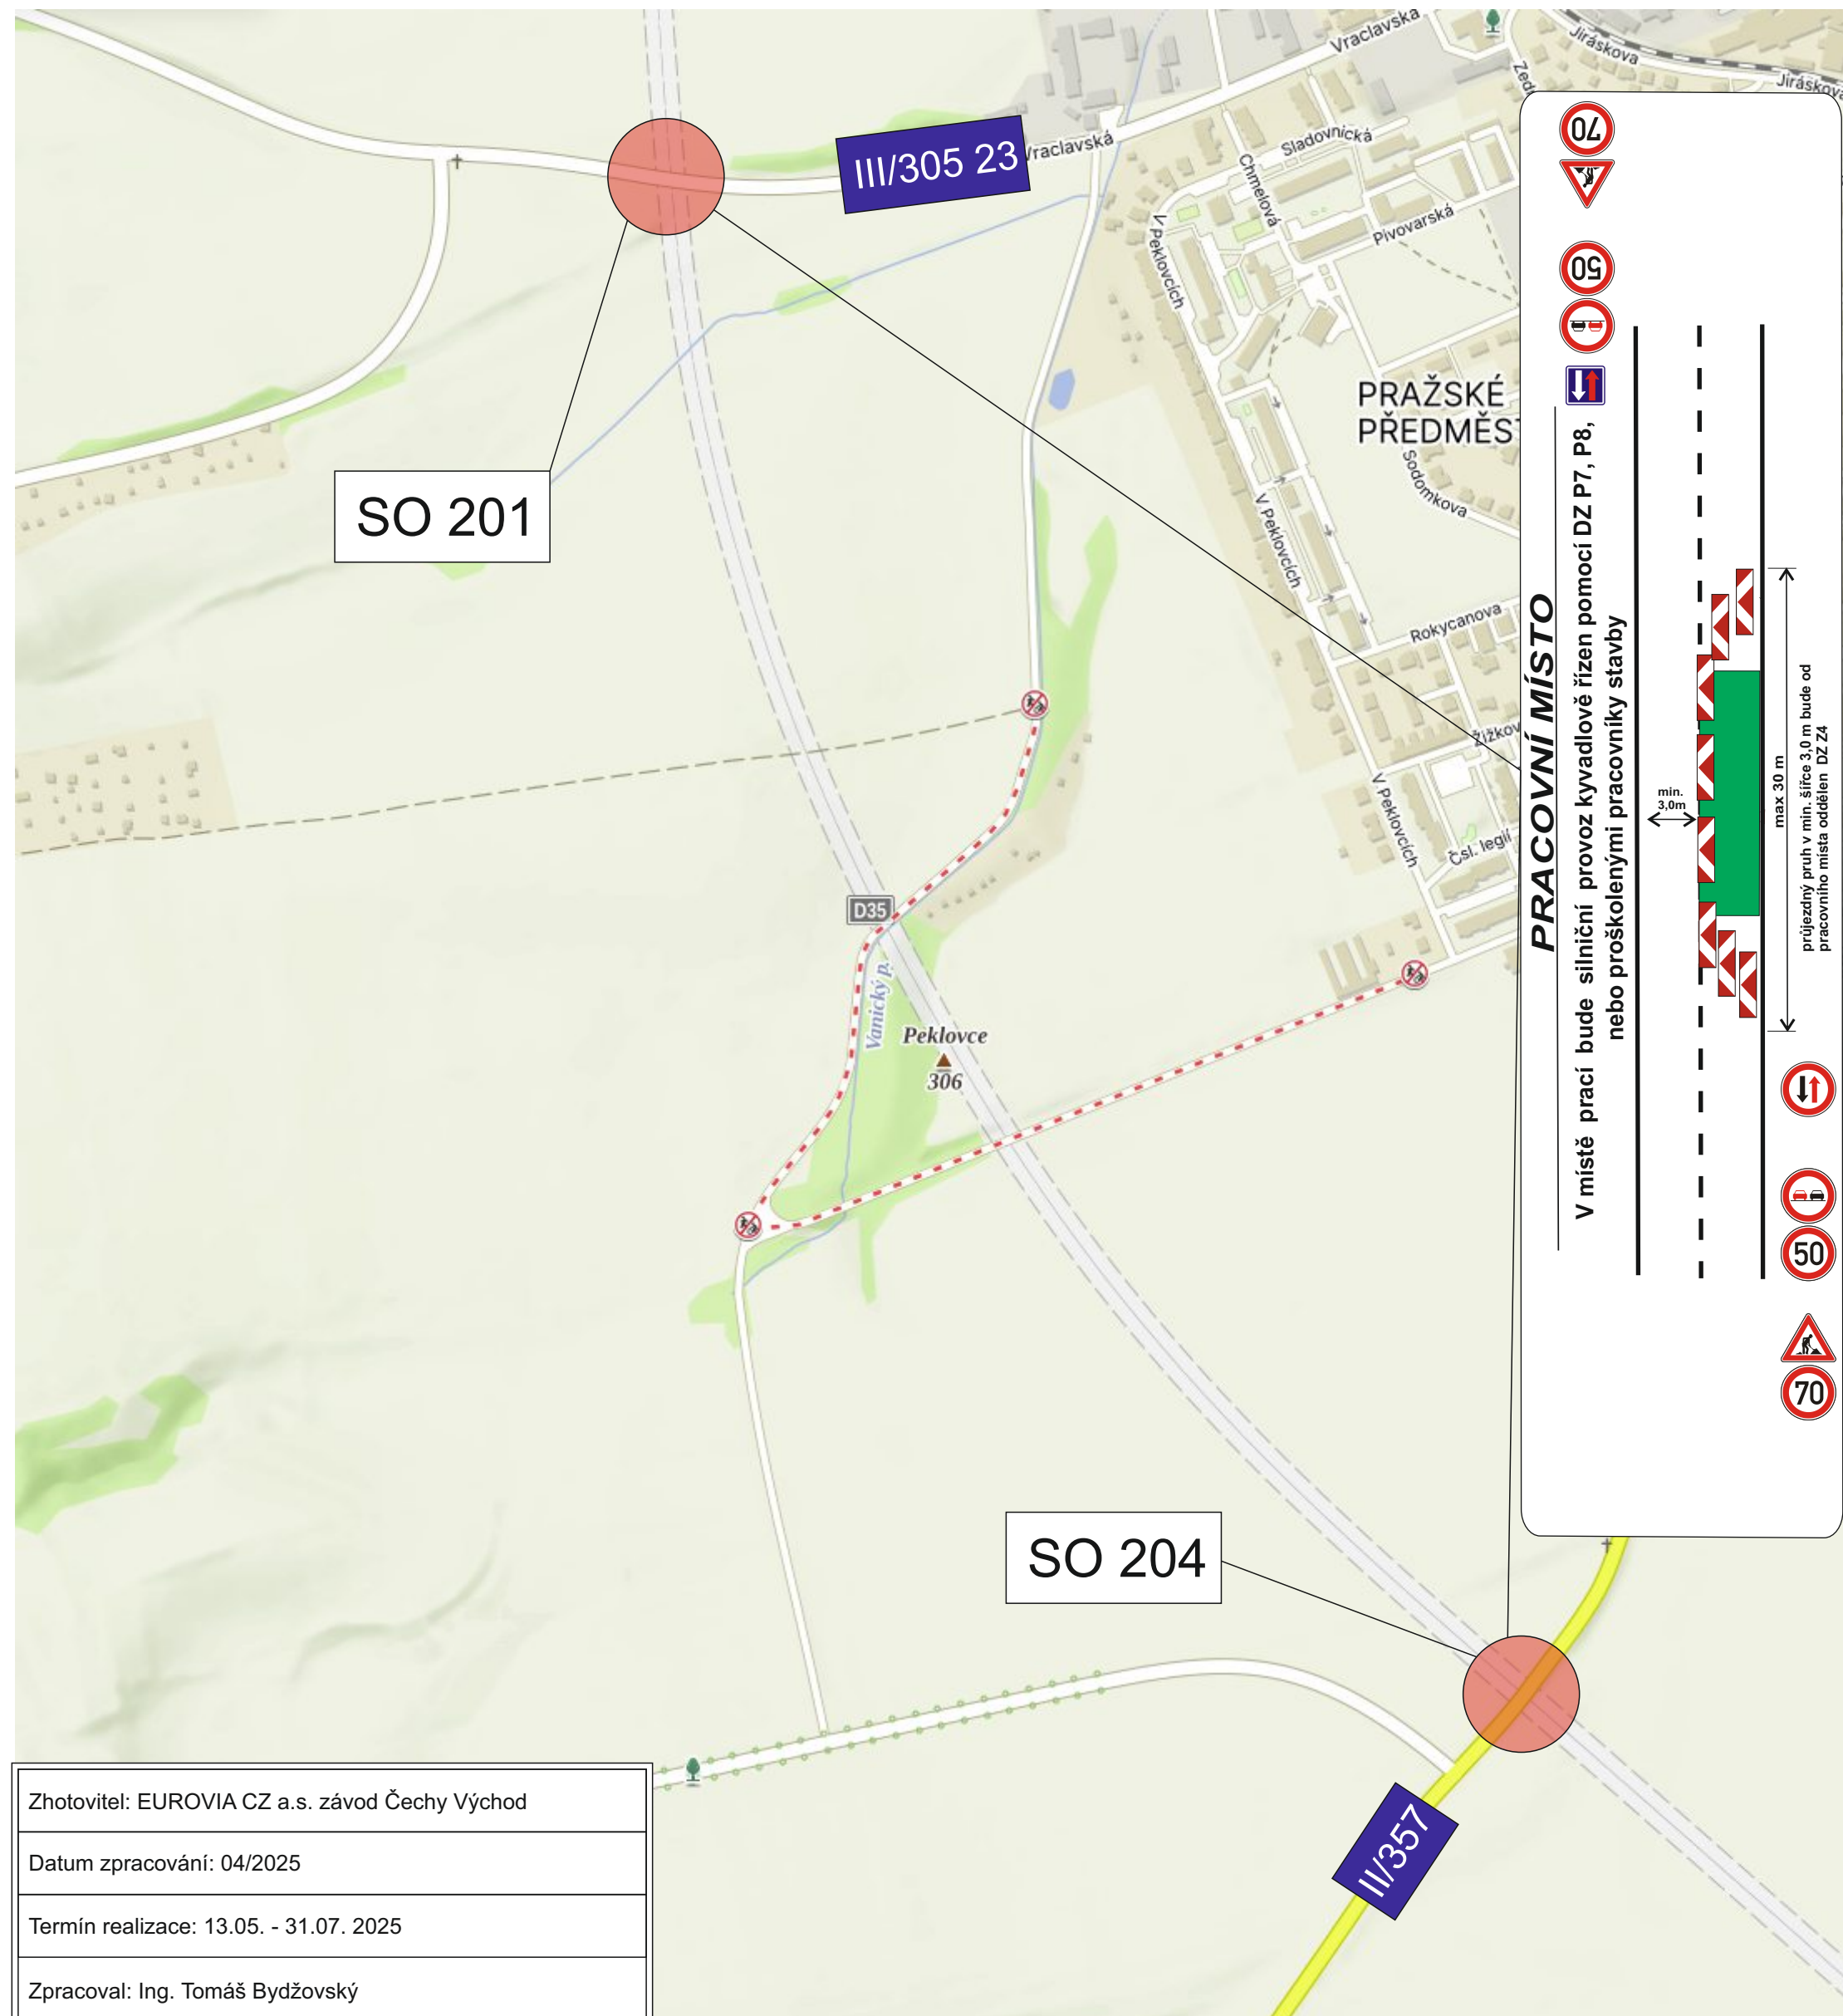 Vraclavská
Jiráskova
Jiráskova
III/305 23
Vraclavská
Sladovnická
Chmelová
Pivovarská
V Peklovcích
PRAŽSKÉ
Sodomkova
SO 201
V Peklovcích
Rokycanova
V Peklovcích
Čsl. legií
D35
Vanický p.
Peklovce
306
SO 204
II/357
70
50
PRACOVNÍ MÍSTO
V místě prací bude silniční provoz kyvadlově řízen pomocí DZ P7, P8,
nebo proškolenými pracovníky stavby
min.
3,0m
max 30 m
průjezdný pruh v min. šířce 3,0 m bude od
pracovního místa oddělen DZ Z4
50
70
Zhotovitel: EUROVIA CZ a.s. závod Čechy Východ
Datum zpracování: 04/2025
Termín realizace: 13.05. - 31.07. 2025
Zpracoval: Ing. Tomáš Bydžovský